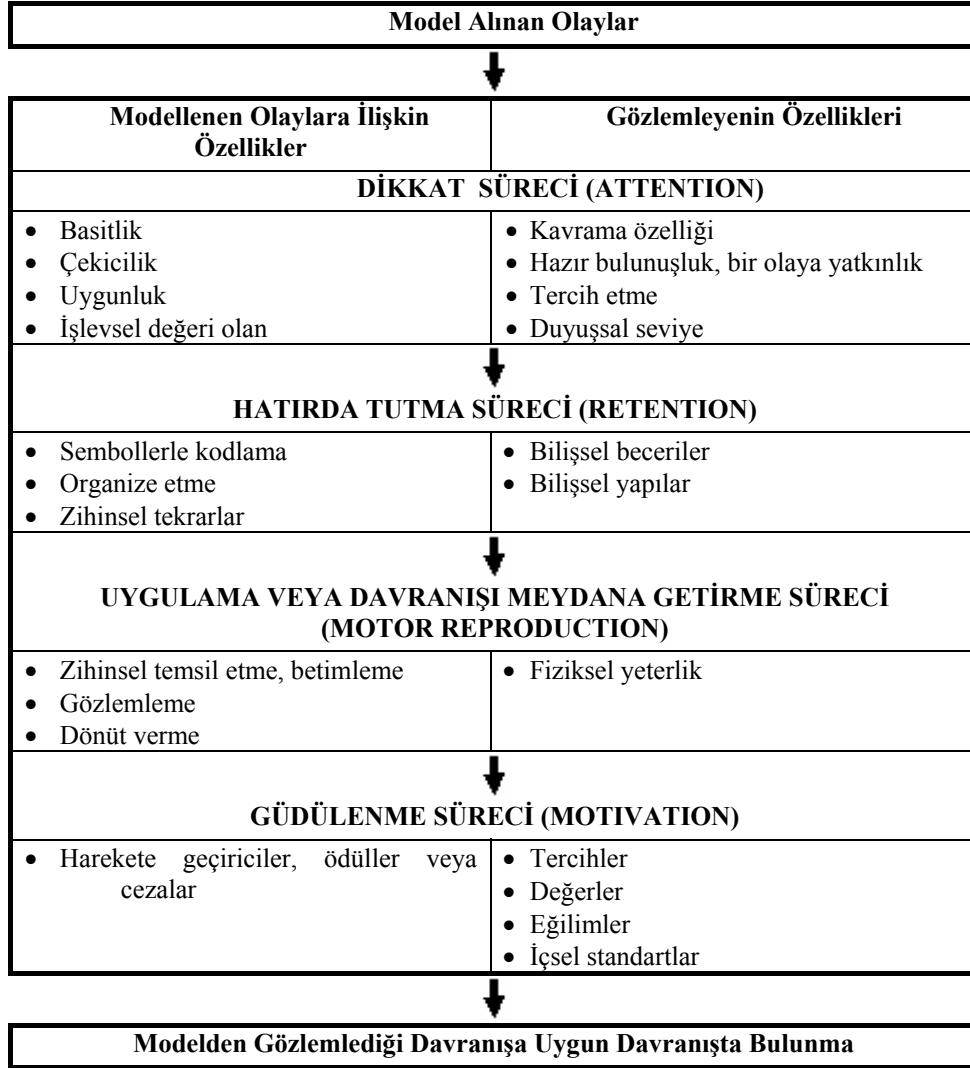 Model Alınan Olaylar
Modellenen Olaylara İlişkin
Özellikler
Gözlemleyenin Özellikleri
DİKKAT SÜRECİ (ATTENTION)
• Basitlik
• Çekicilik
• Uygunluk
• İşlevsel değeri olan
• Kavrama özelliği
• Hazır bulunuşluk, bir olaya yatkınlık
• Tercih etme
• Duyuşsal seviye
HATIRDA TUTMA SÜRECİ (RETENTION)
• Sembollerle kodlama
• Organize etme
• Zihinsel tekrarlar
• Bilişsel beceriler
• Bilişsel yapılar
UYGULAMA VEYA DAVRANIŞI MEYDANA GETİRME SÜRECİ
(MOTOR REPRODUCTION)
• Zihinsel temsil etme, betimleme
• Gözlemleme
• Dönüt verme
• Fiziksel yeterlik
GÜDÜLENME SÜRECİ (MOTIVATION)
• Harekete geçiriciler, ödüller veya
cezalar
• Tercihler
• Değerler
• Eğilimler
• İçsel standartlar
Modelden Gözlemlediği Davranışa Uygun Davranışta Bulunma